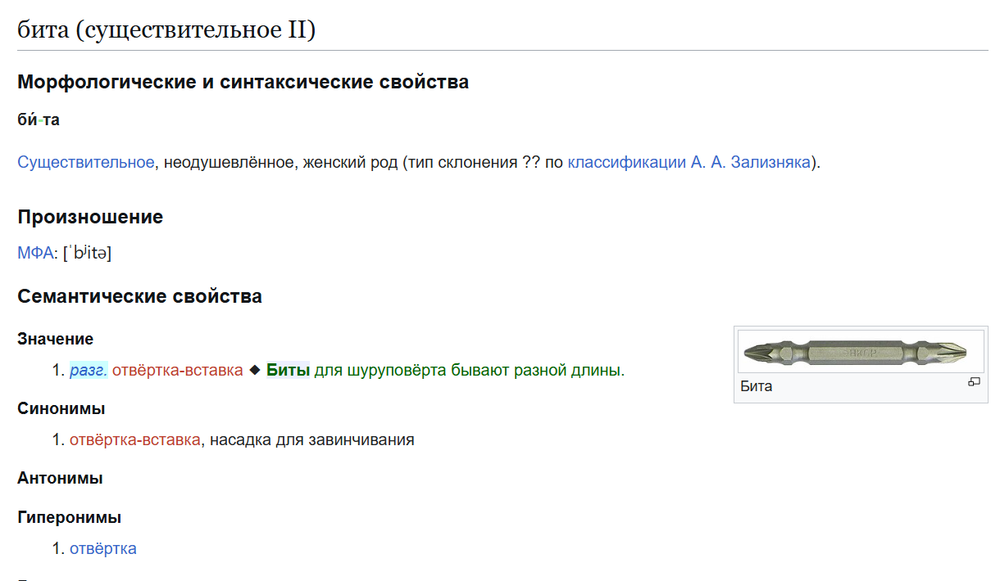 бита (существительное II)
Морфологические и синтаксические свойства
би́-та
Существительное, неодушевлённое, женский род (тип склонения ?? по классификации А. А. Зализняка).
Произношение
МФА: [ˈbʲitə]
Семантические свойства
Значение
1. разг. отвёртка-вставка ◆ Биты для шуруповёрта бывают разной длины.
Бита
Синонимы
1. отвёртка-вставка, насадка для завинчивания
Антонимы
Гиперонимы
1. отвёртка